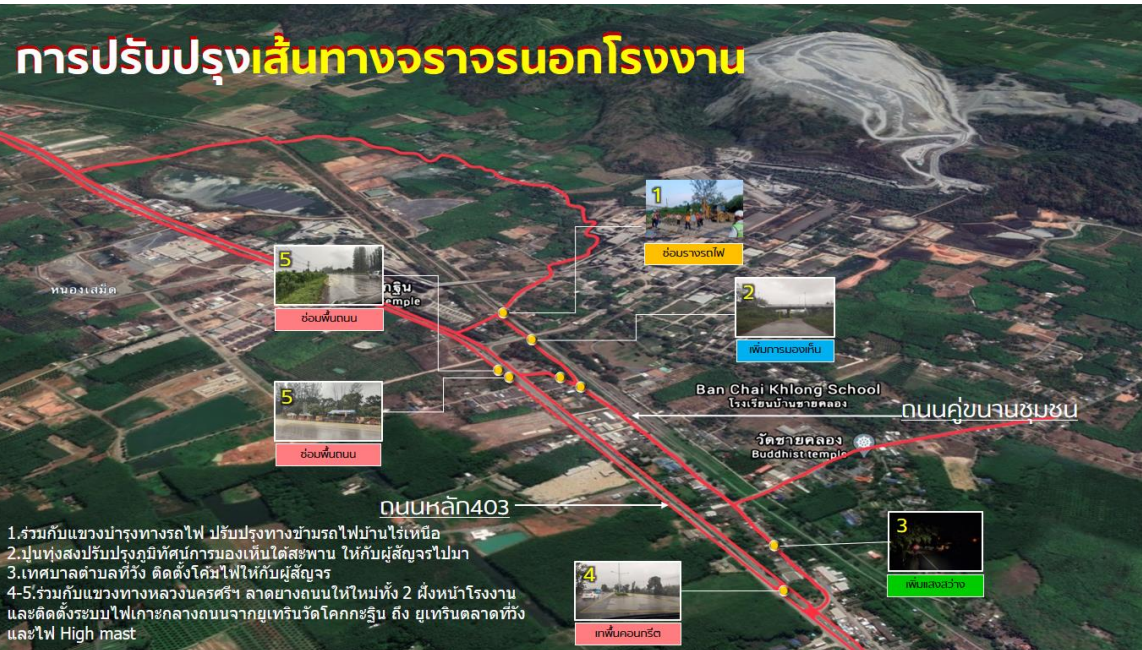 การปรับปรุงเส้นทางจราจรนอกโรงงาน
1
ซ่อมรางรถไฟ
5
ซ่อมพื้นถนน
หนองเสม็ด
กฐิน
emple
2
เพิ่มการมองเห็น
5
ซ่อมพื้นถนน
Ban Chai Khlong School
โรงเรียนบ้านชายคลอง
ถนนคู่ขนานชุมชน
วัดชายคลอง
Buddhist temple
ถนนหลัก403
3
เพิ่มแสงสว่าง
4
เทพื้นคอนกรีต
1.ร่วมกับแขวงบำรุงทางรถไฟ ปรับปรุงทางข้ามรถไฟบ้านไร่เหนือ
2.ปูนทุ่งสงปรับปรุงภูมิทัศน์การมองเห็นใต้สะพาน ให้กับผู้สัญจรไปมา
3.เทศบาลตำบลที่วัง ติดตั้งโคมไฟให้กับผู้สัญจร
4-5.ร่วมกับแขวงทางหลวงนครศรีฯ ลาดยางถนนให้ใหม่ทั้ง 2 ฝั่งหน้าโรงงาน
และติดตั้งระบบไฟเกาะกลางถนนจากยูเทรินวัดโคกกะฐิน ถึง ยูเทรินตลาดที่วัง
และไฟ High mast